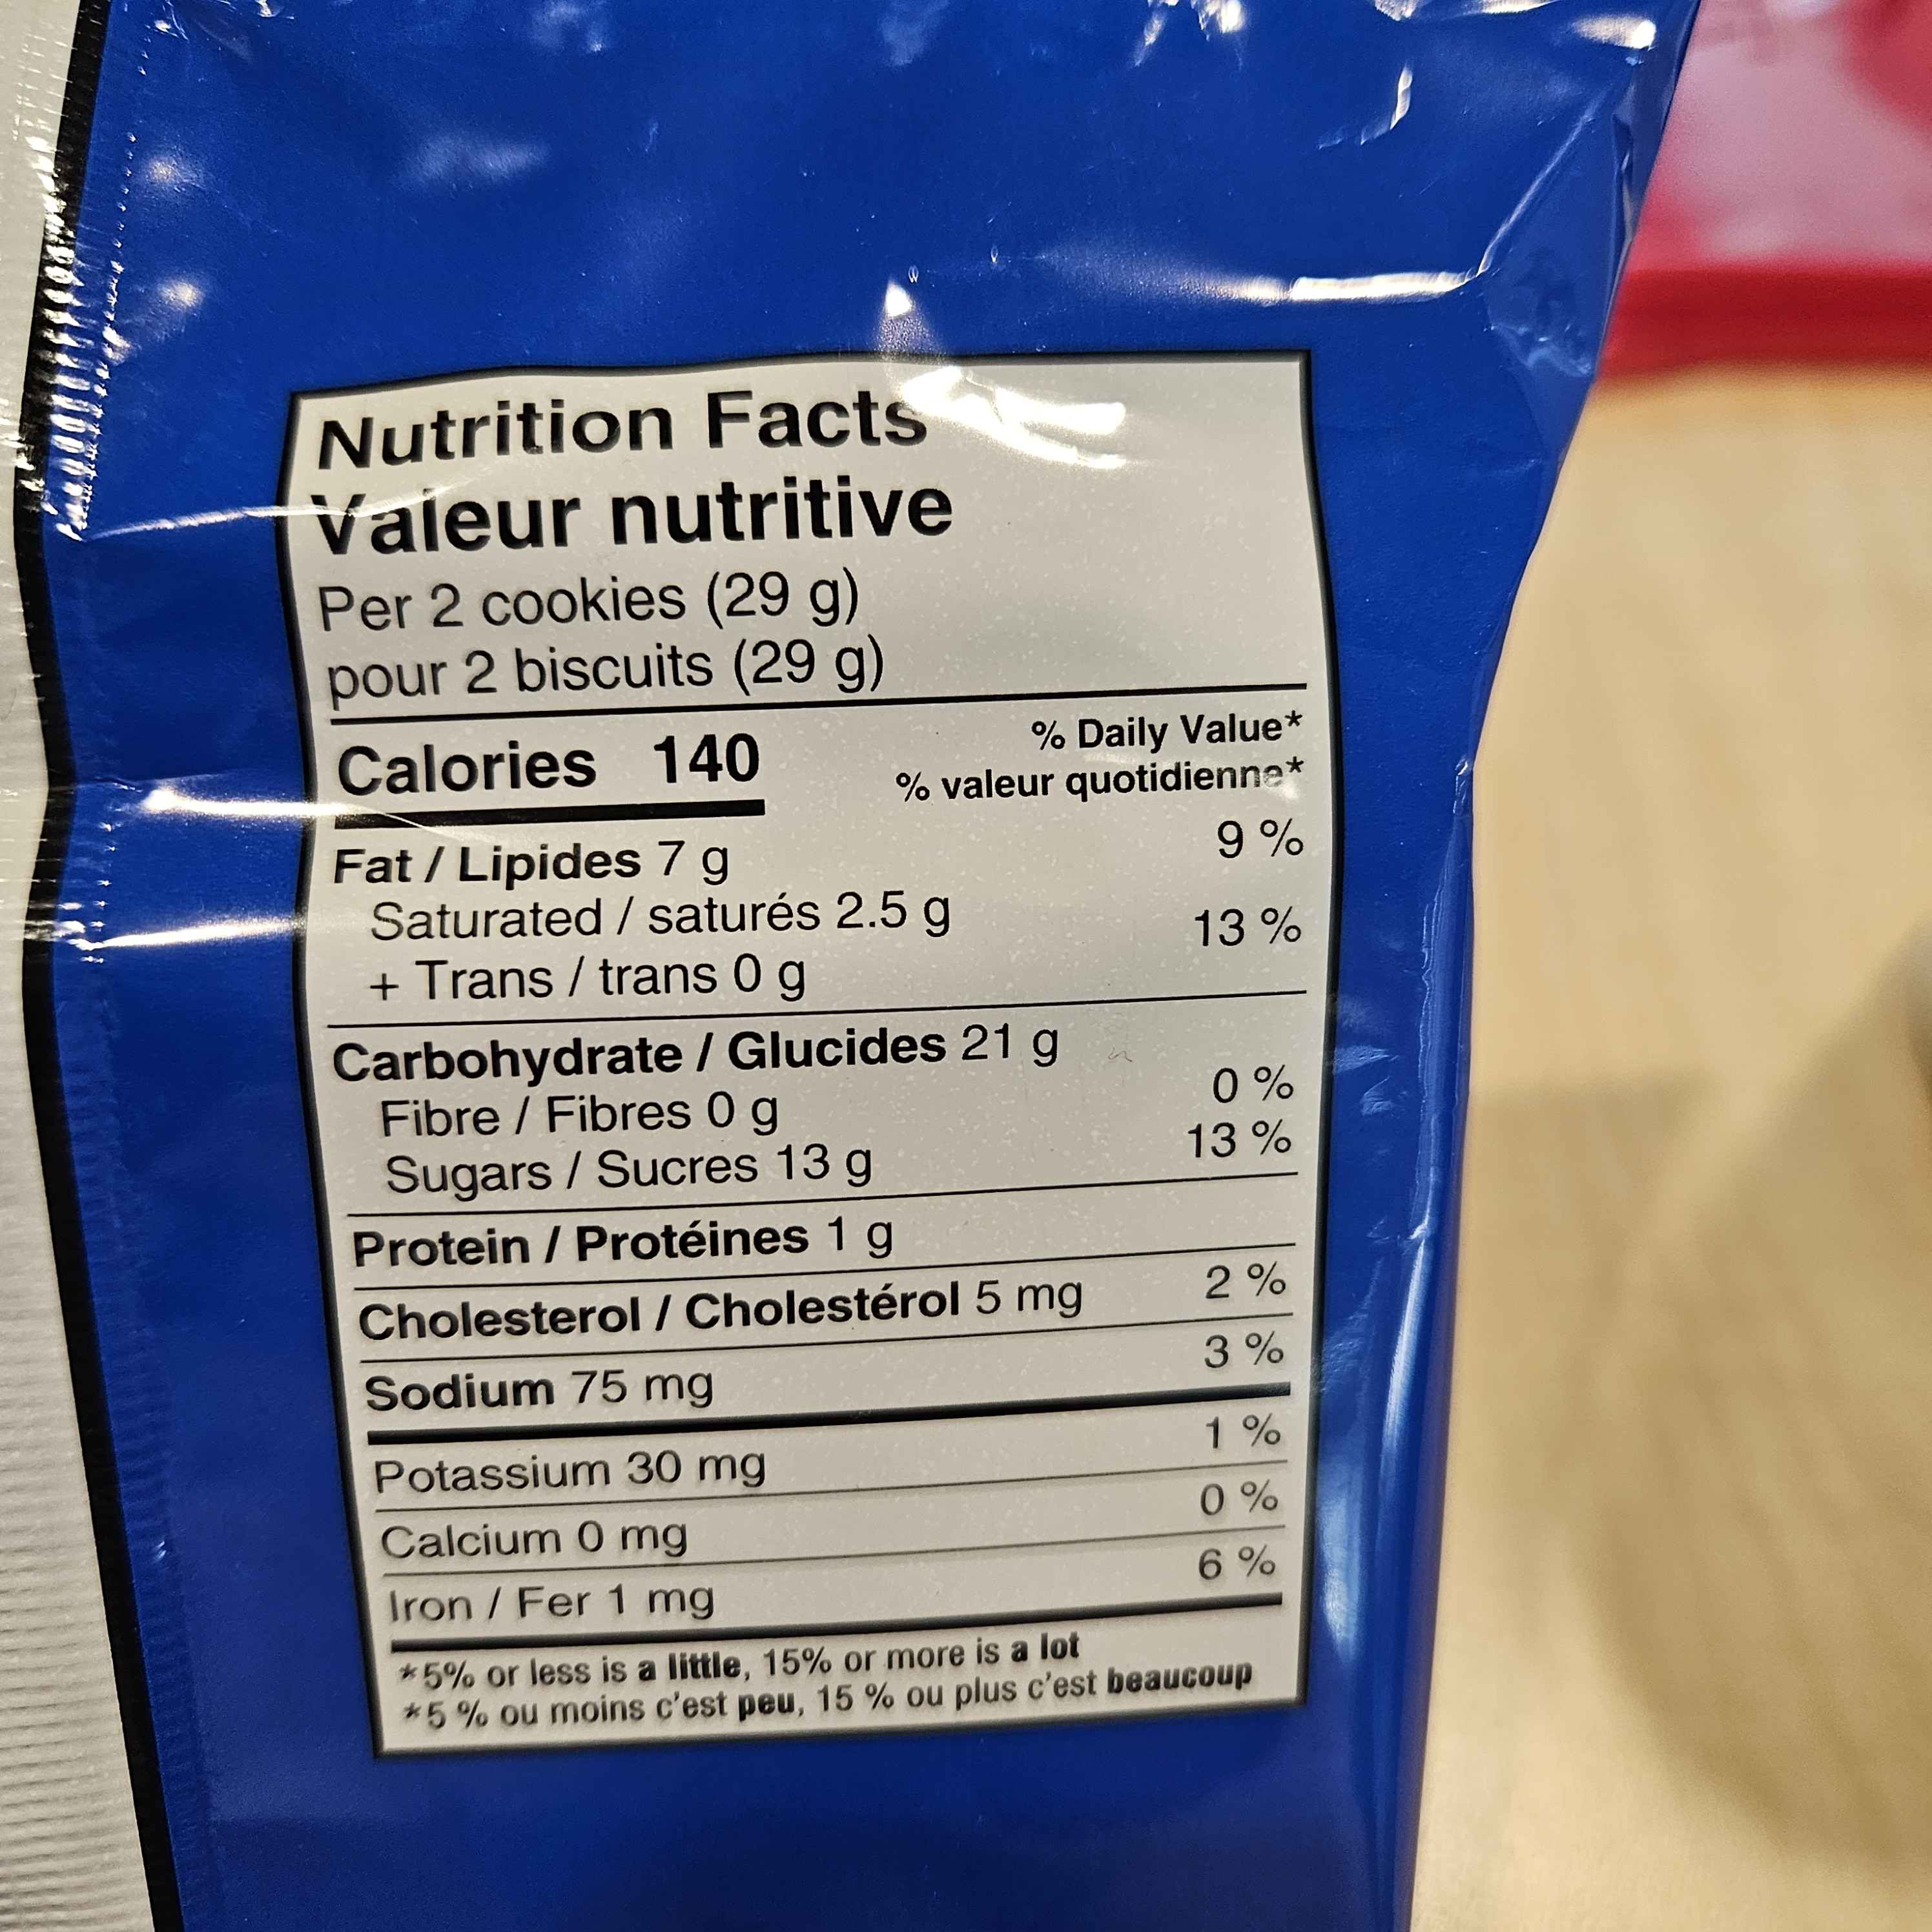 Nutrition Facts
Valeur nutritive
Per 2 cookies (29 g)
pour 2 biscuits (29 g)
Calories 140
% Daily Value*
% valeur quotidienne*
Fat / Lipides 7 g 9 %
Saturated / saturés 2.5 g 13 %
+ Trans / trans 0 g
Carbohydrate / Glucides 21 g
Fibre / Fibres 0 g 0 %
Sugars / Sucres 13 g 13 %
Protein / Protéines 1 g
Cholesterol / Cholestérol 5 mg 2 %
Sodium 75 mg 3 %
Potassium 30 mg 1 %
Calcium 0 mg 0 %
Iron / Fer 1 mg 6 %
*5% or less is a little, 15% or more is a lot
*5 % ou moins c'est peu, 15 % ou plus c'est beaucoup